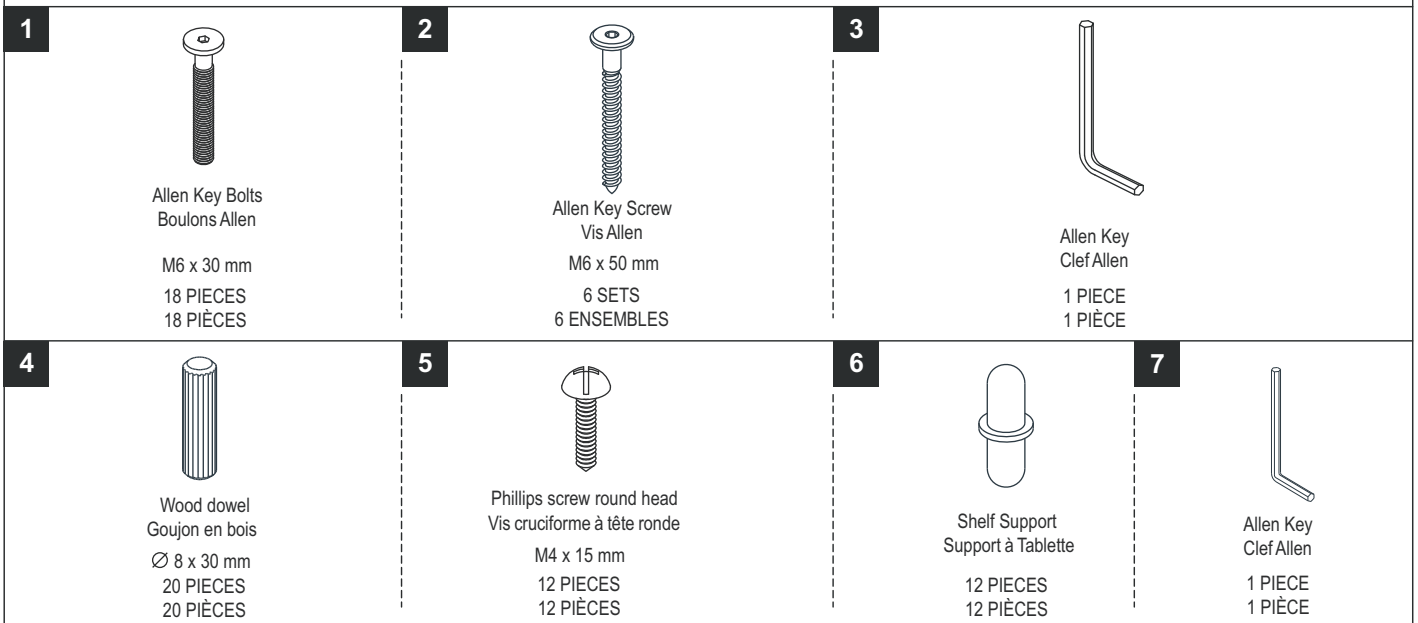 1
Allen Key Bolts
Boulons Allen
M6 x 30 mm
18 PIECES
18 PIÈCES
2
Allen Key Screw
Vis Allen
M6 x 50 mm
6 SETS
6 ENSEMBLES
3
Allen Key
Clef Allen
1 PIECE
1 PIÈCE
4
Wood dowel
Goujon en bois
∅ 8 x 30 mm
20 PIECES
20 PIÈCES
5
Phillips screw round head
Vis cruciforme à tête ronde
M4 x 15 mm
12 PIECES
12 PIÈCES
6
Shelf Support
Support à Tablette
12 PIECES
12 PIÈCES
7
Allen Key
Clef Allen
1 PIECE
1 PIÈCE